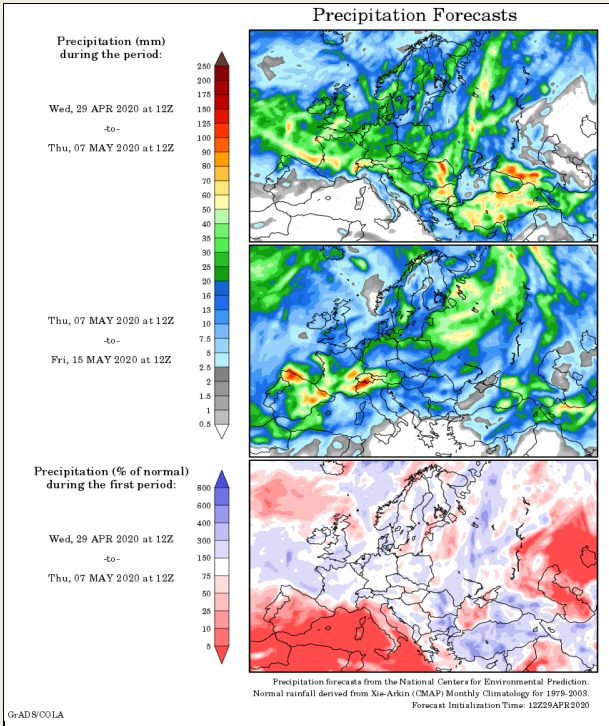 Precipitation Forecasts
Precipitation (mm)
during the period:
Wed, 29 APR 2020 at 12Z
-to-
Thu, 07 MAY 2020 at 12Z
Thu, 07 MAY 2020 at 12Z
-to-
Fri, 15 MAY 2020 at 12Z
250
200
175
150
125
100
90
80
70
60
50
40
35
30
25
20
16
13
10
7.5
5
2.5
2
1.5
1
0.5
Precipitation (% of normal)
during the first period:
Wed, 29 APR 2020 at 12Z
-to-
Thu, 07 MAY 2020 at 12Z
800
600
400
300
150
75
50
25
10
5
Precipitation forecasts from the National Centers for Environmental Prediction.
Normal rainfall derived from Xie-Arkin (CMAP) Monthly Climatology for 1979-2003.
Forecast Initialization Time: 12Z29APR2020
GrADS/COLA